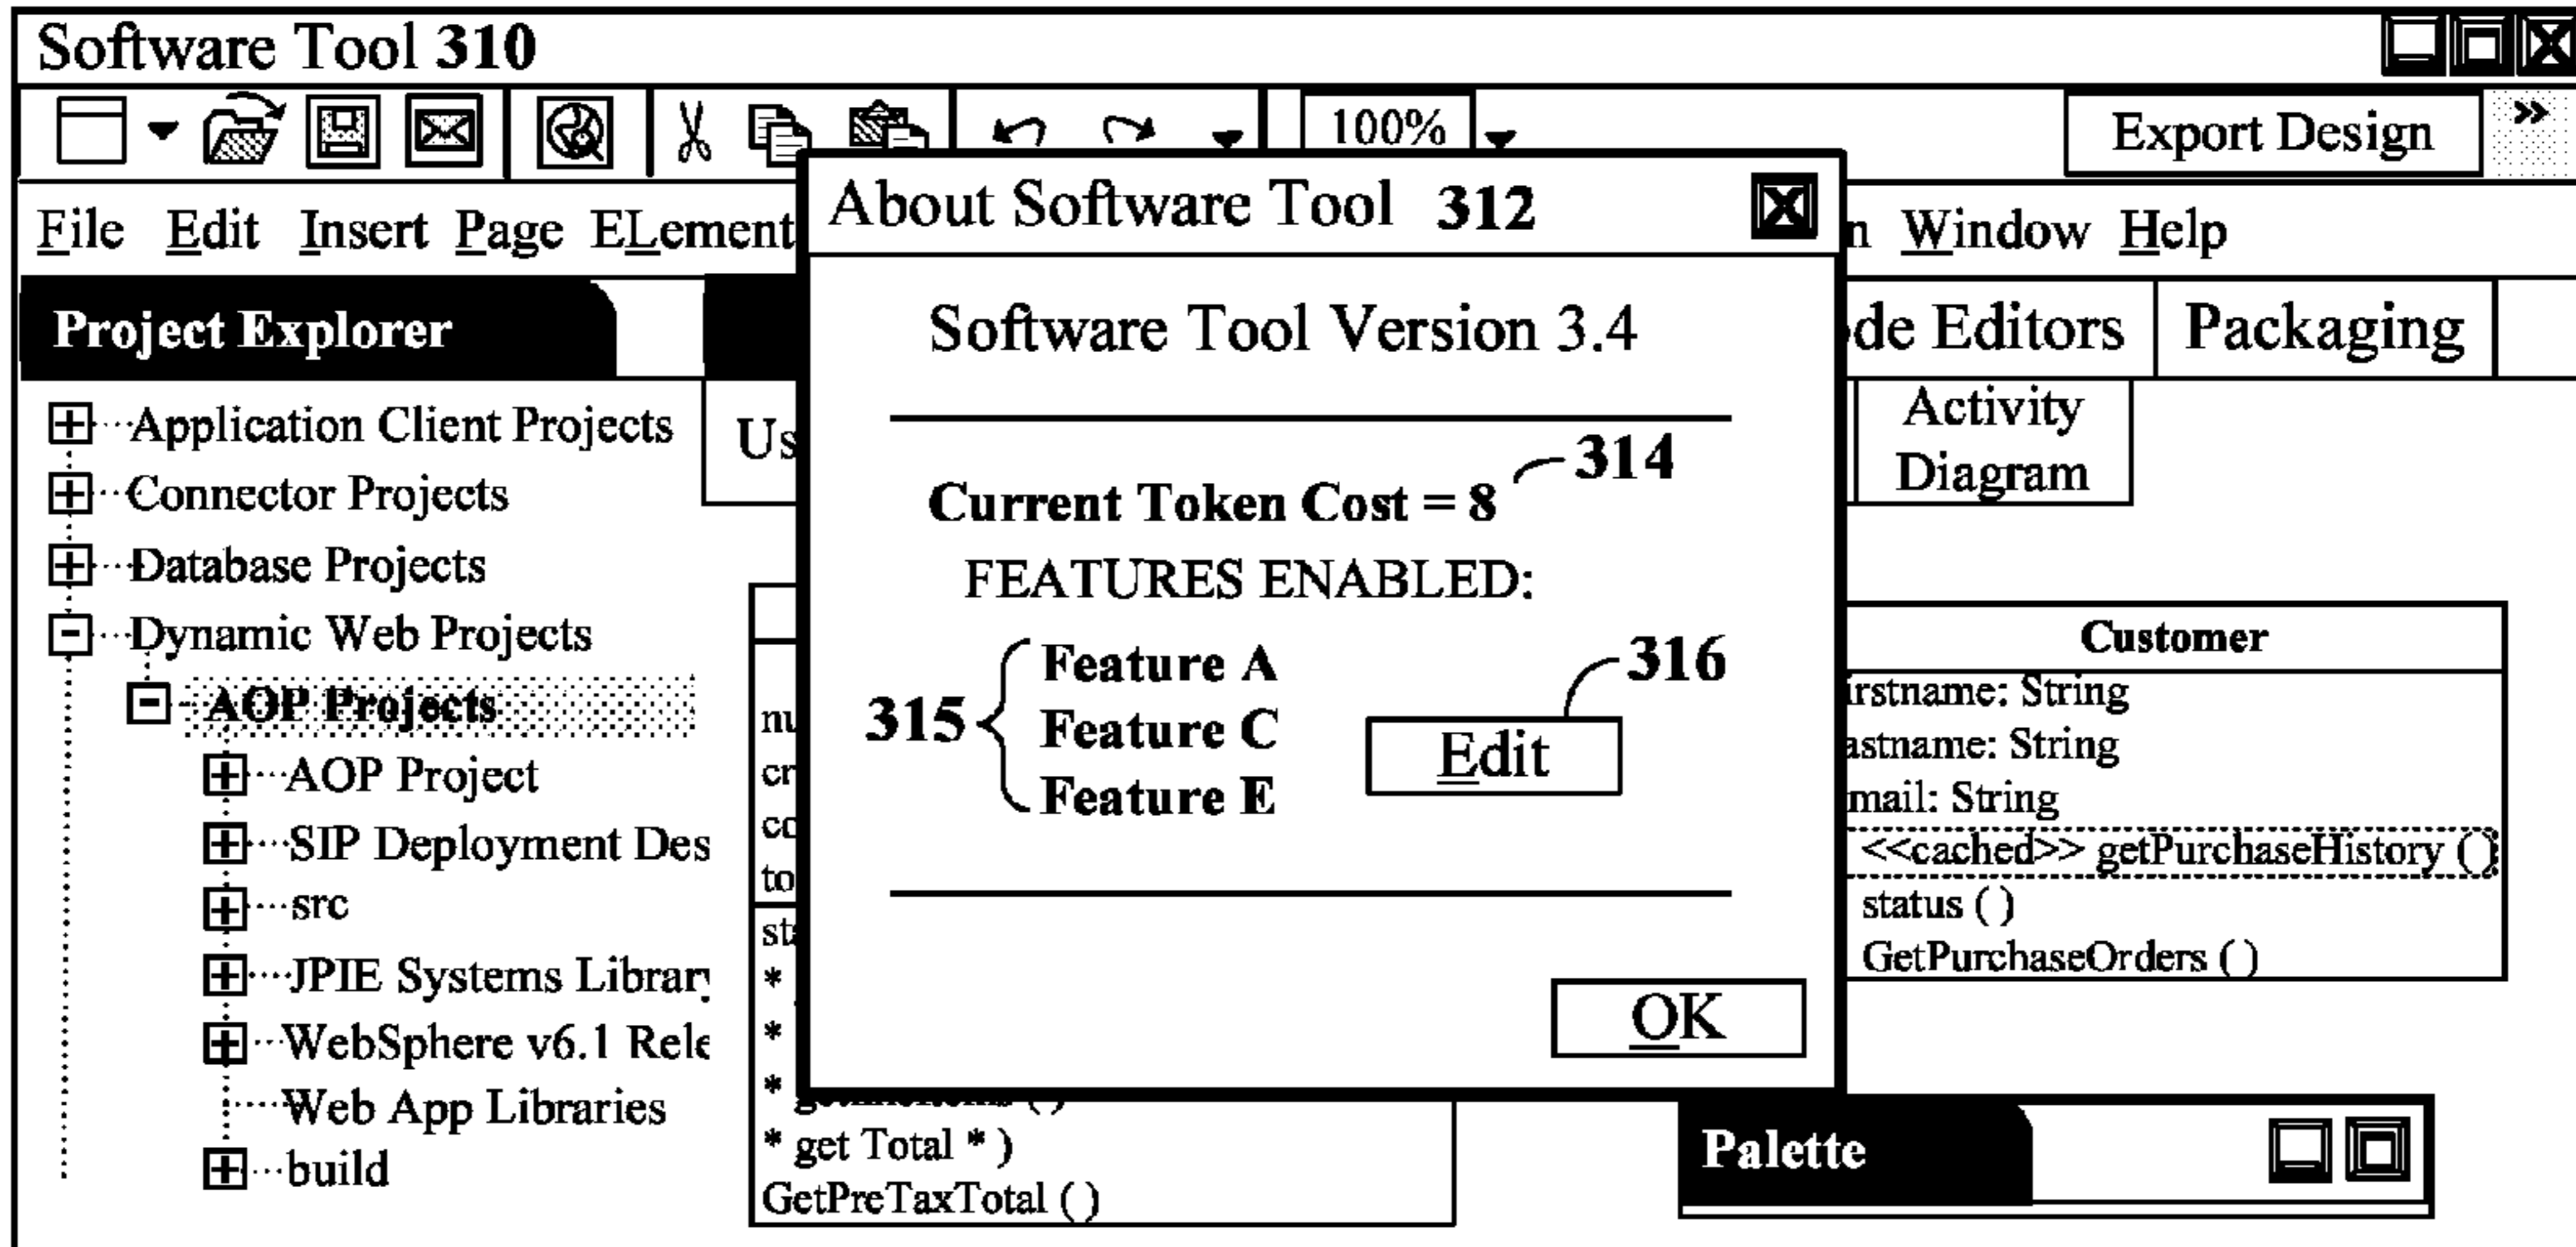 Software Tool 310
100%
Export Design
»
File Edit Insert Page ELement
Window Help
About Software Tool 312
Project Explorer
Software Tool Version 3.4
Editors
Packaging
Application Client Projects
Connector Projects
Database Projects
Dynamic Web Projects
AOP Projects
AOP Project
SIP Deployment Des
src
JPIE Systems Library
WebSphere v6.1 Rele
Web App Libraries
build
Current Token Cost = 8
314
FEATURES ENABLED:
315
Feature A
Feature C
Feature E
316
Edit
OK
Activity
Diagram
Customer
irstname: String
astname: String
mail: String
<<cached>> getPurchaseHistory ()
status ( )
GetPurchaseOrders ( )
* get Total * )
GetPreTaxTotal ( )
Palette